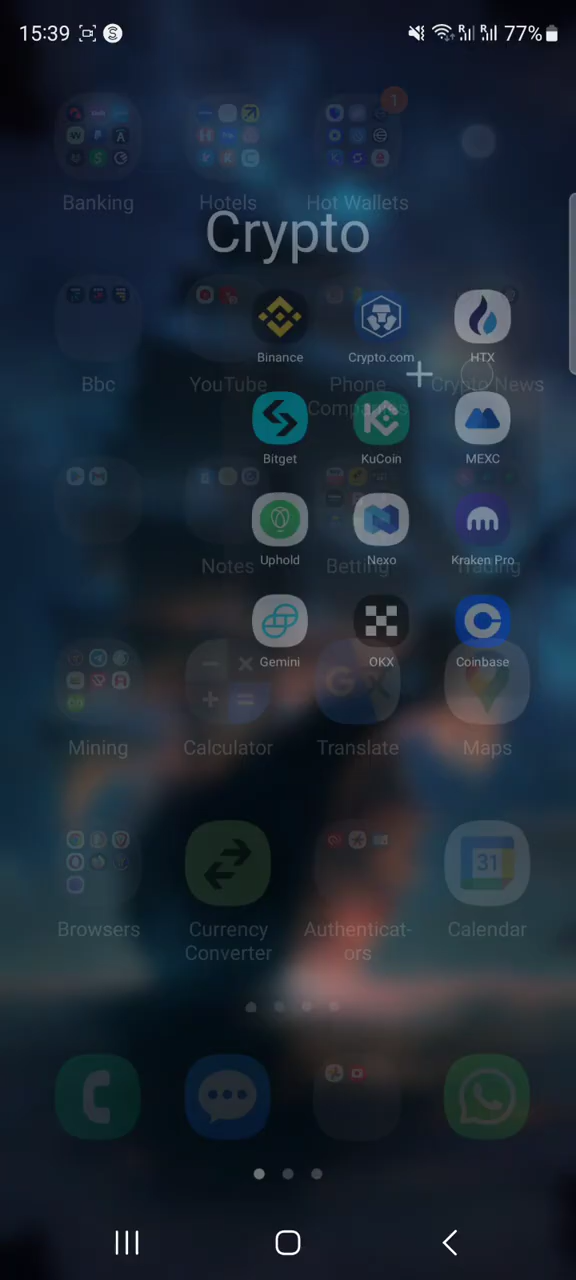 15:39 77%
Banking Hotels Hot Wallets
1
Crypto
Binance Crypto.com HTX
Bbc YouTube Phone Companies Crypto News
Bitget KuCoin MEXC
Uphold Nexo Kraken Pro
Notes Betting Trading
Gemini OKX Coinbase
Mining Calculator Translate Maps
31
Browsers Currency Authenticat- Calendar
Converter ors